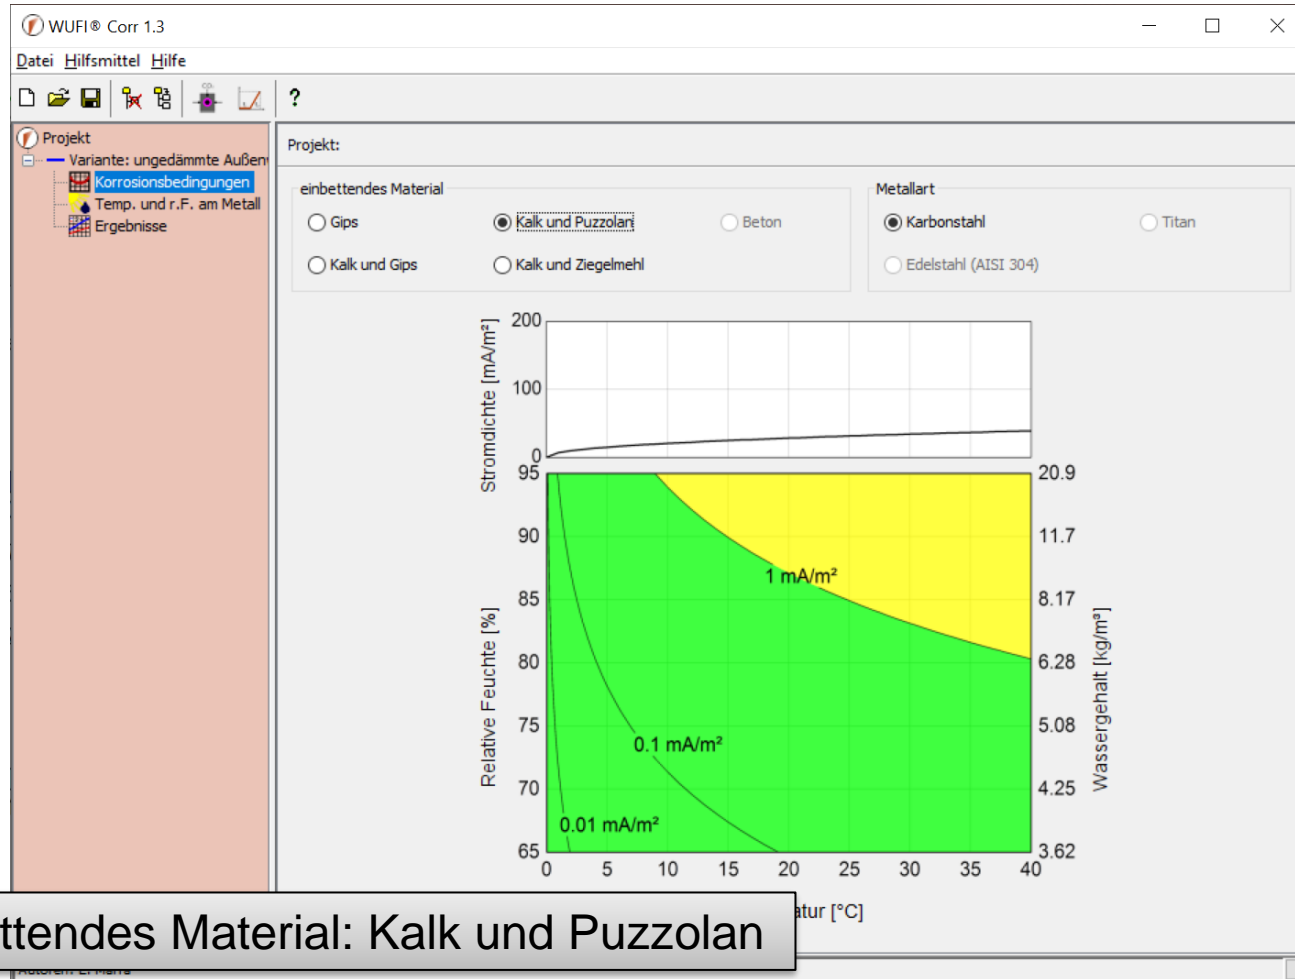 WUFI® Corr 1.3
Datei Hilfsmittel Hilfe
?
Projekt
Variante: ungedämmte Außen
Korrosionsbedingungen
Temp. und r.F. am Metall
Ergebnisse
Projekt:
einbettendes Material
Gips
Kalk und Puzzolan
Beton
Kalk und Gips
Kalk und Ziegelmehl
Metallart
Karbonstahl
Titan
Edelstahl (AISI 304)
Stromdichte [mA/m²]
200
100
0
Relative Feuchte [%]
95
90
85
80
75
70
65
1 mA/m²
0.1 mA/m²
0.01 mA/m²
20.9
11.7
8.17
6.28
5.08
4.25
3.62
Wassergehalt [kg/m³]
0 5 10 15 20 25 30 35 40
atur [°C]
ttendes Material: Kalk und Puzzolan